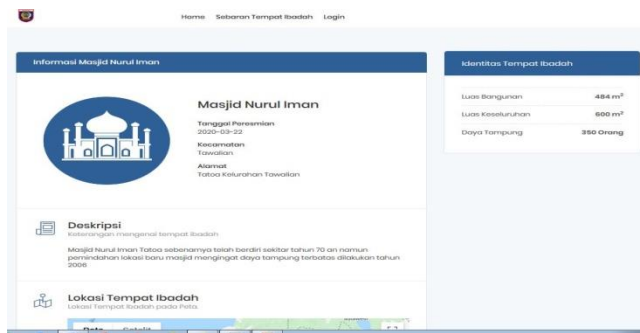 Home Sebaran Tempat Ibadah Login
Informasi Masjid Nurul Iman
Masjid Nurul Iman
Tanggal Peresmian
2020-03-22
Kecamatan
Tawalian
Alamat
Tatoa Kelurahan Tawalian
Deskripsi
Keterangan mengenai tempat ibadah
Masjid Nurul Iman Tatoa sebenarnya telah berdiri sekitar tahun 70 an namun
pemindahan lokasi baru masjid mengingat daya tampung terbatas dilakukan tahun
2006
Lokasi Tempat Ibadah
Lokasi Tempat Ibadah pada Peta
Peta Satelit
Identitas Tempat Ibadah
Luas Bangunan 484 m²
Luas Keseluruhan 600 m²
Daya Tampung 350 Orang